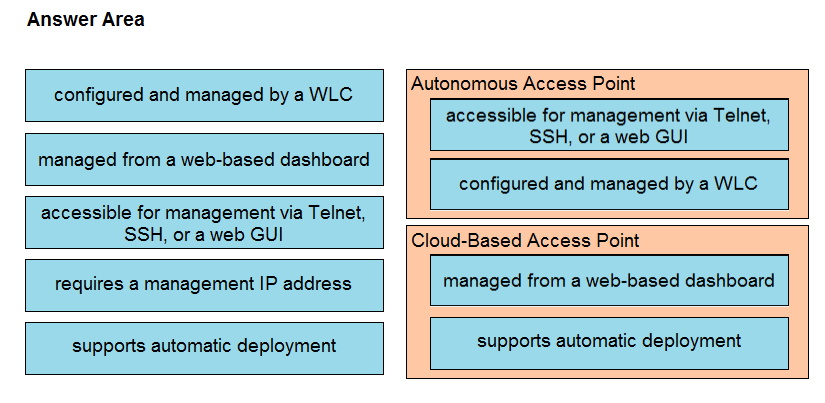 Answer Area
configured and managed by a WLC
managed from a web-based dashboard
accessible for management via Telnet,
SSH, or a web GUI
requires a management IP address
supports automatic deployment
Autonomous Access Point
accessible for management via Telnet,
SSH, or a web GUI
configured and managed by a WLC
Cloud-Based Access Point
managed from a web-based dashboard
supports automatic deployment